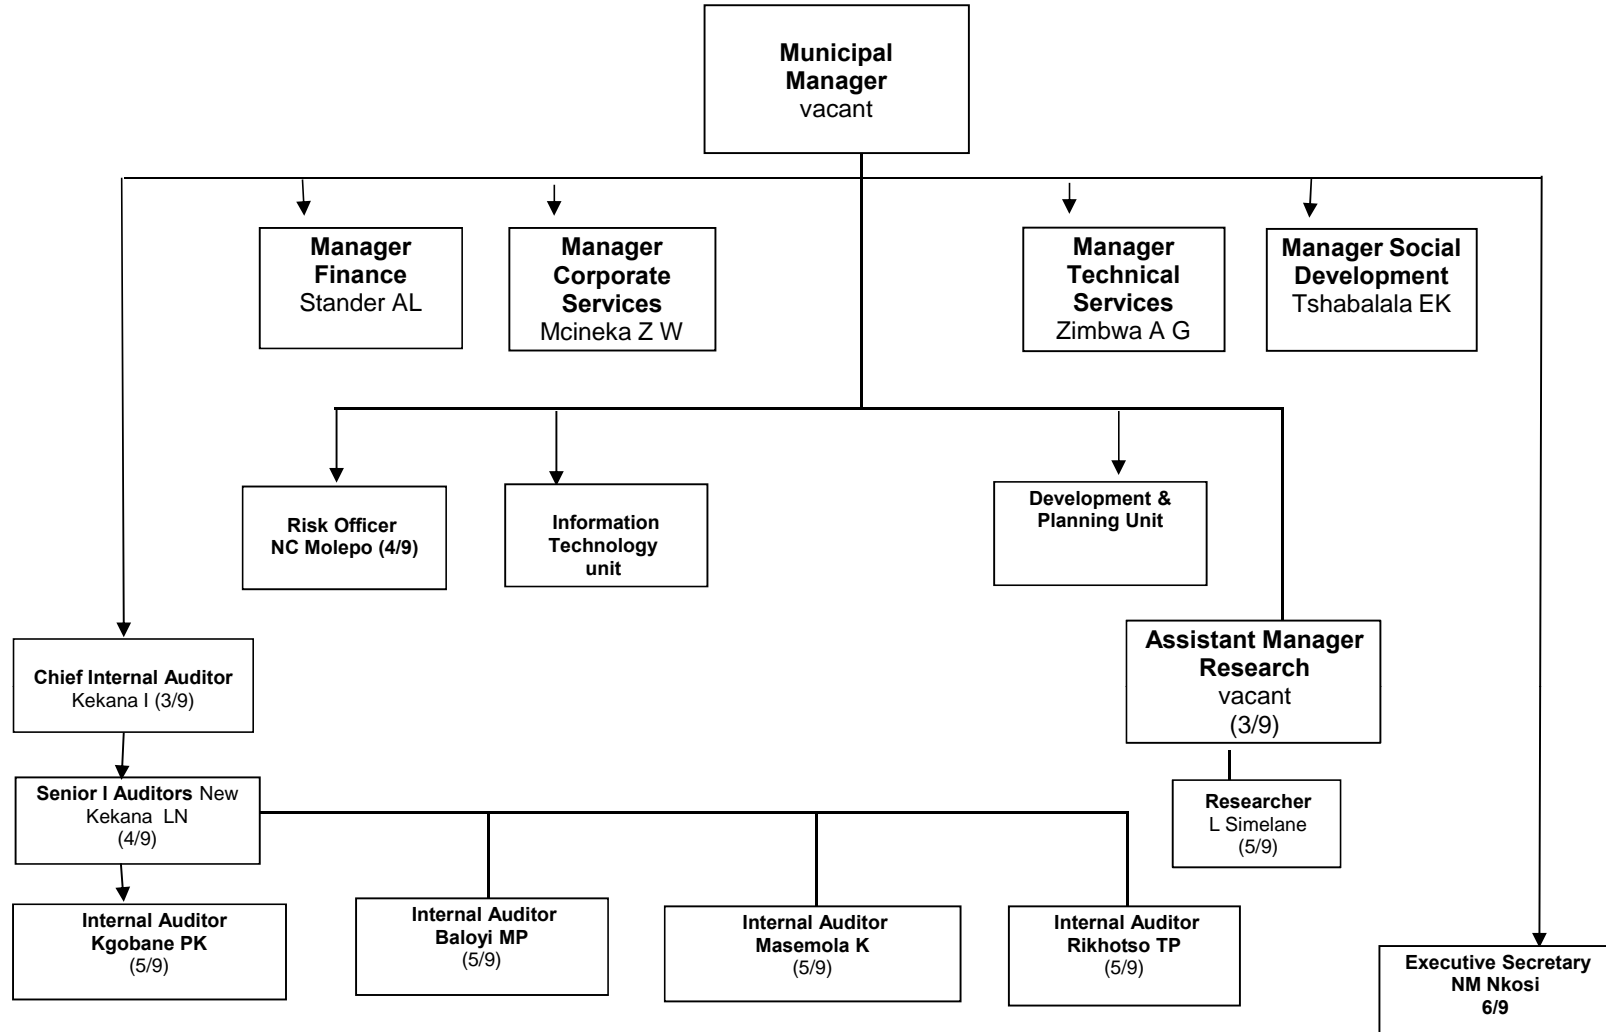 Municipal
Manager
vacant
Manager
Finance
Stander AL
Manager
Corporate
Services
Mcineka Z W
Manager
Technical
Services
Zimbwa A G
Manager Social
Development
Tshabalala EK
Risk Officer
NC Molepo (4/9)
Information
Technology
unit
Development &
Planning Unit
Chief Internal Auditor
Kekana I (3/9)
Assistant Manager
Research
vacant
(3/9)
Senior I Auditors New
Kekana LN
(4/9)
Researcher
L Simelane
(5/9)
Internal Auditor
Kgobane PK
(5/9)
Internal Auditor
Baloyi MP
(5/9)
Internal Auditor
Masemola K
(5/9)
Internal Auditor
Rikhotso TP
(5/9)
Executive Secretary
NM Nkosi
6/9